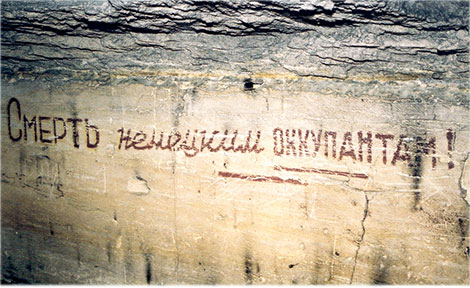 Смерть немецким оккупантам!